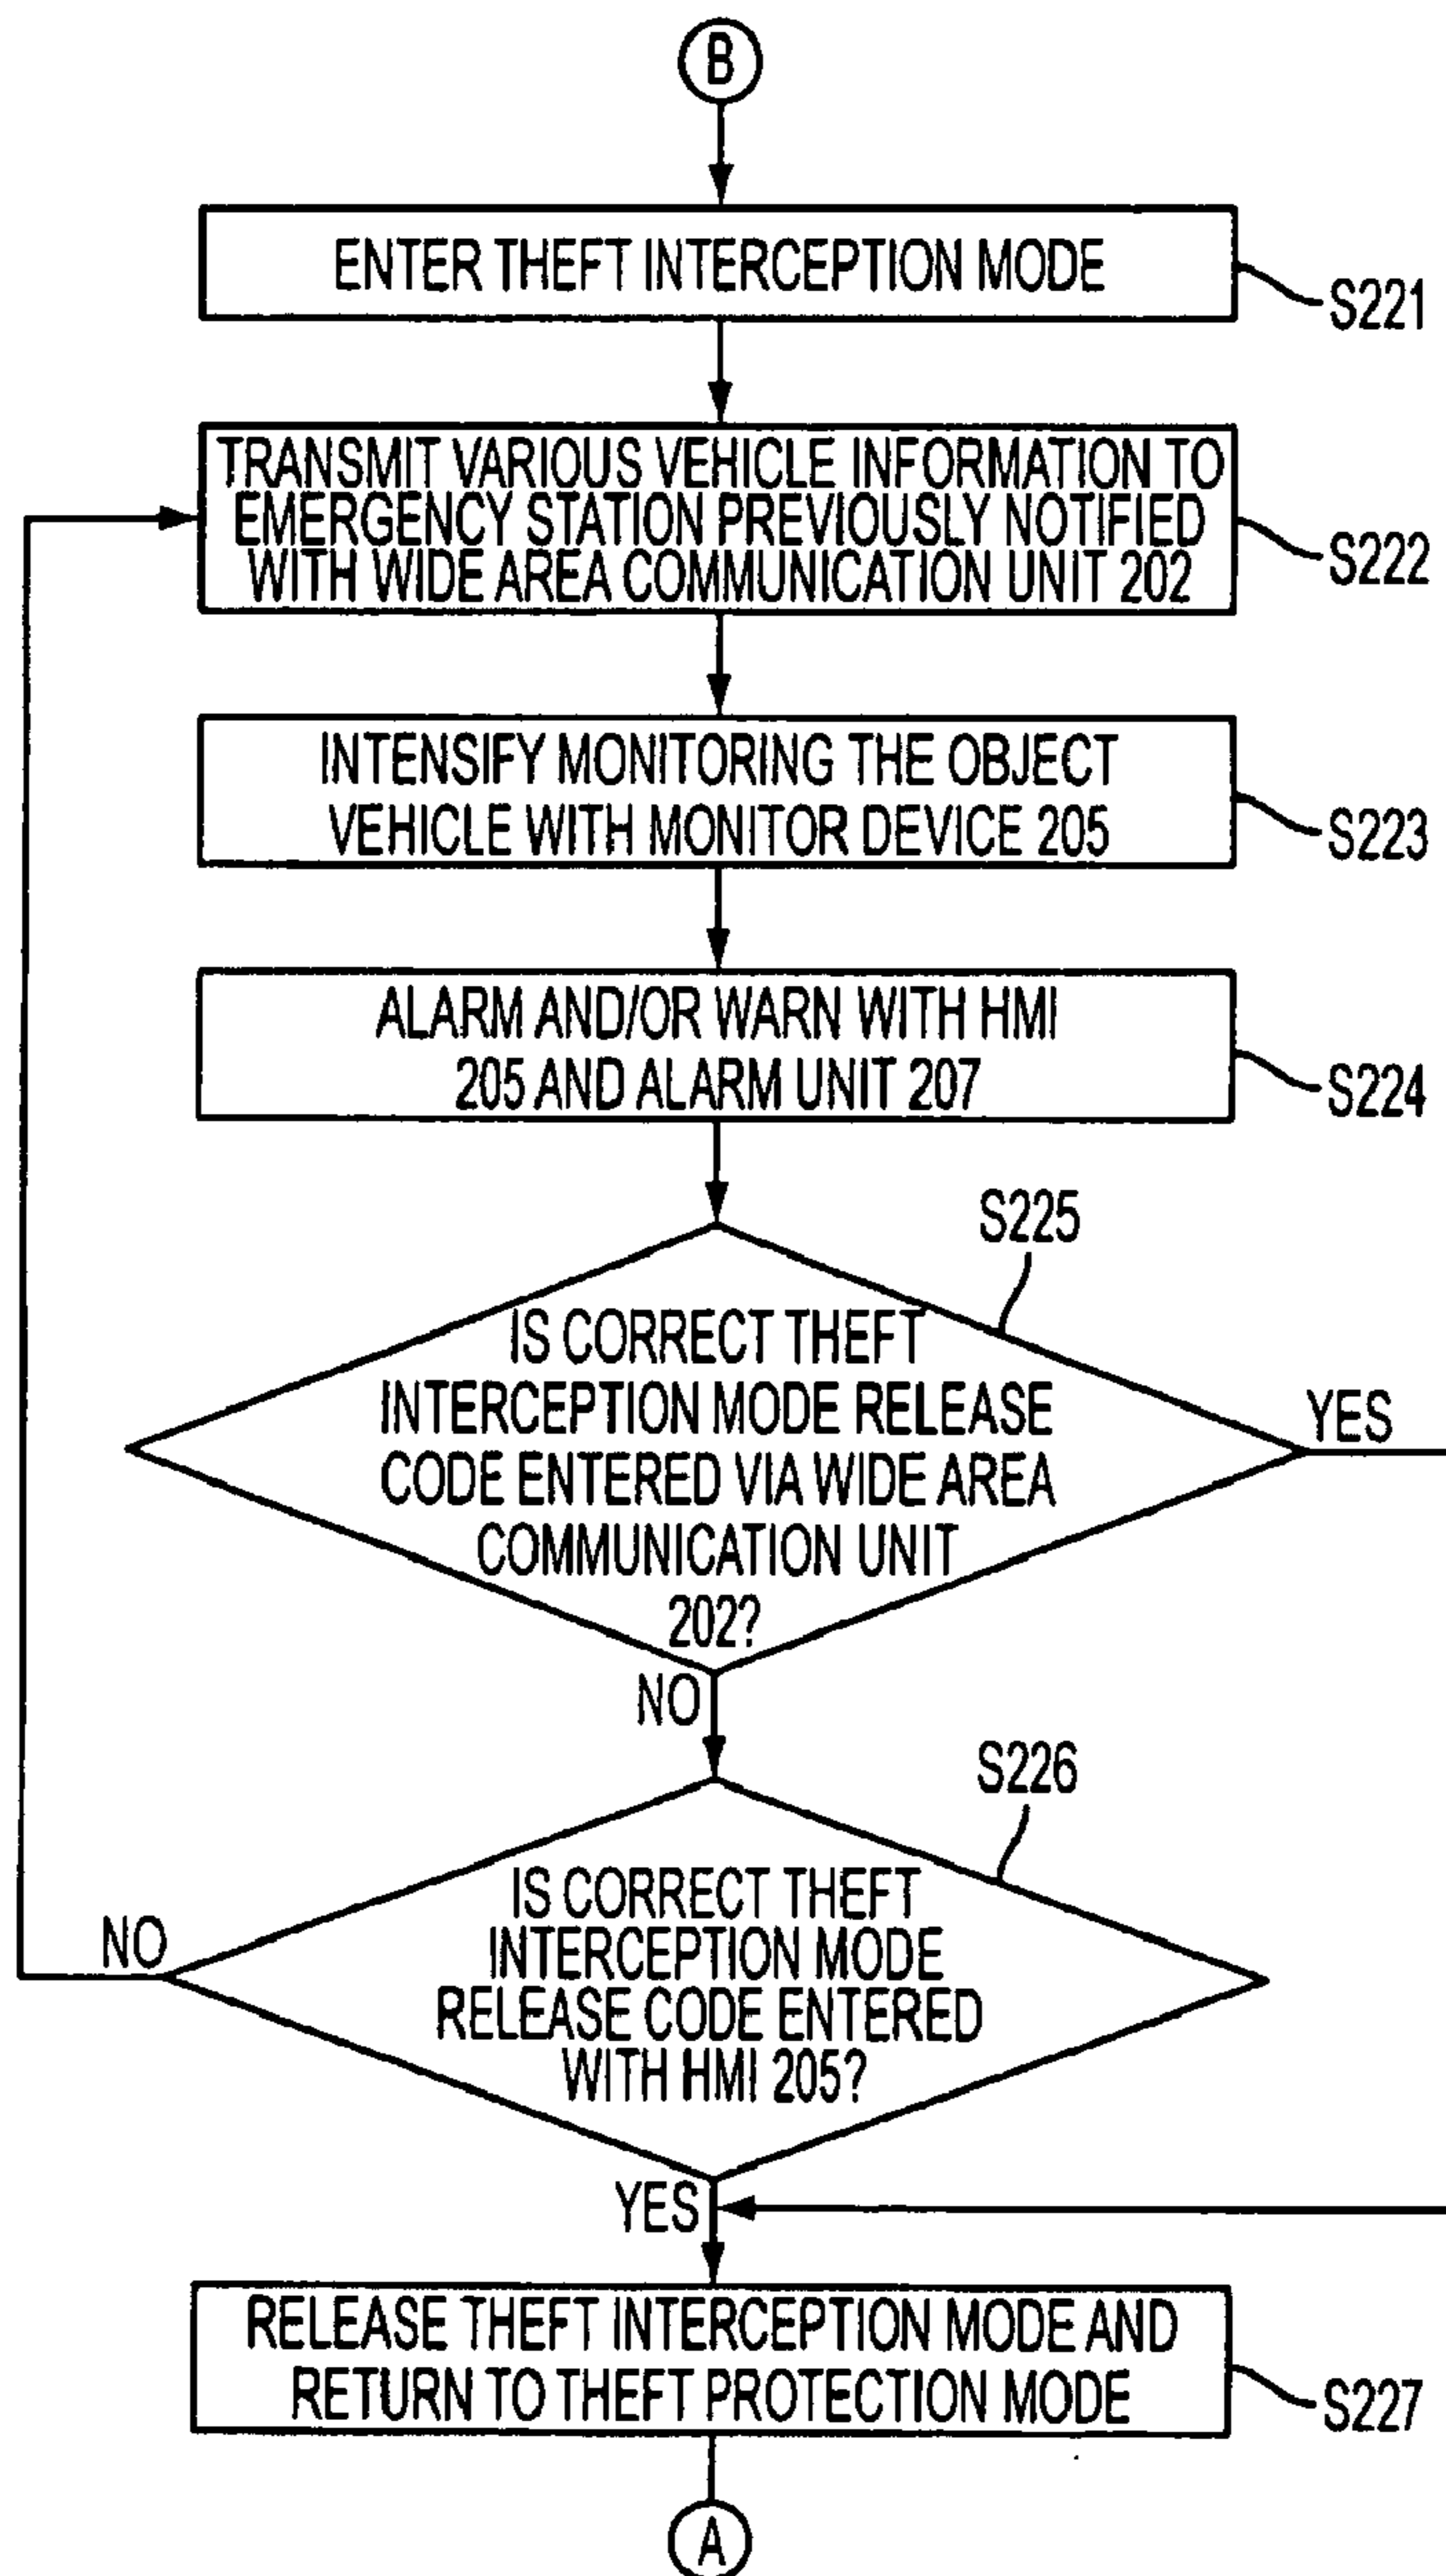 B
ENTER THEFT INTERCEPTION MODE
S221
TRANSMIT VARIOUS VEHICLE INFORMATION TO
EMERGENCY STATION PREVIOUSLY NOTIFIED
WITH WIDE AREA COMMUNICATION UNIT 202
S222
INTENSIFY MONITORING THE OBJECT
VEHICLE WITH MONITOR DEVICE 205
S223
ALARM AND/OR WARN WITH HMI
205 AND ALARM UNIT 207
S224
S225
IS CORRECT THEFT
INTERCEPTION MODE RELEASE
CODE ENTERED VIA WIDE AREA
COMMUNICATION UNIT
202?
YES
NO
S226
IS CORRECT THEFT
INTERCEPTION MODE
RELEASE CODE ENTERED
WITH HMI 205?
NO
YES
RELEASE THEFT INTERCEPTION MODE AND
RETURN TO THEFT PROTECTION MODE
S227
A